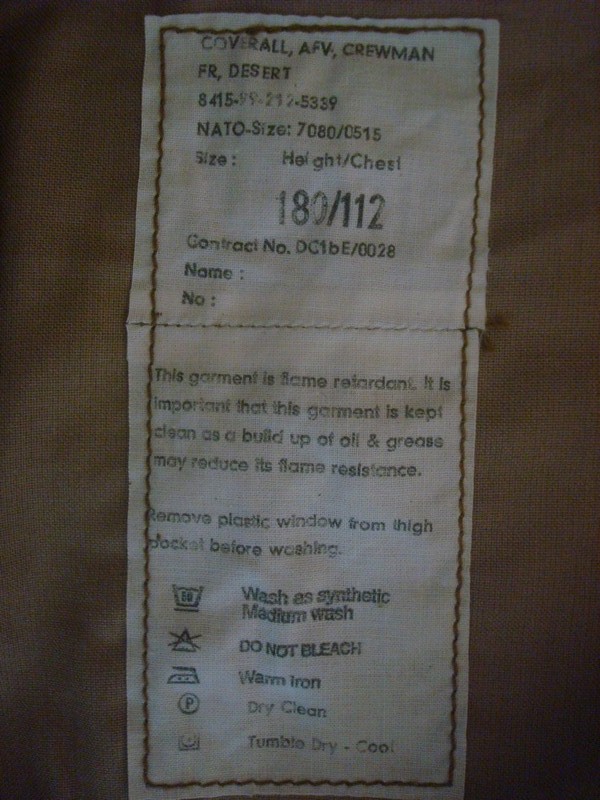 COVERALL, AFV, CREWMAN
FR, DESERT
8415-99-212-5339
NATO-Size: 7080/0515
Size : Height/Chest
180/112
Contract No. DC1bE/0028
Name :
No :
This garment is flame retardant. It is
important that this garment is kept
clean as a build up of oil & grease
may reduce its flame resistance.
Remove plastic window from thigh
pocket before washing.
Wash as synthetic
Medium wash
DO NOT BLEACH
Warm Iron
P Dry Clean
Tumble Dry - Cool